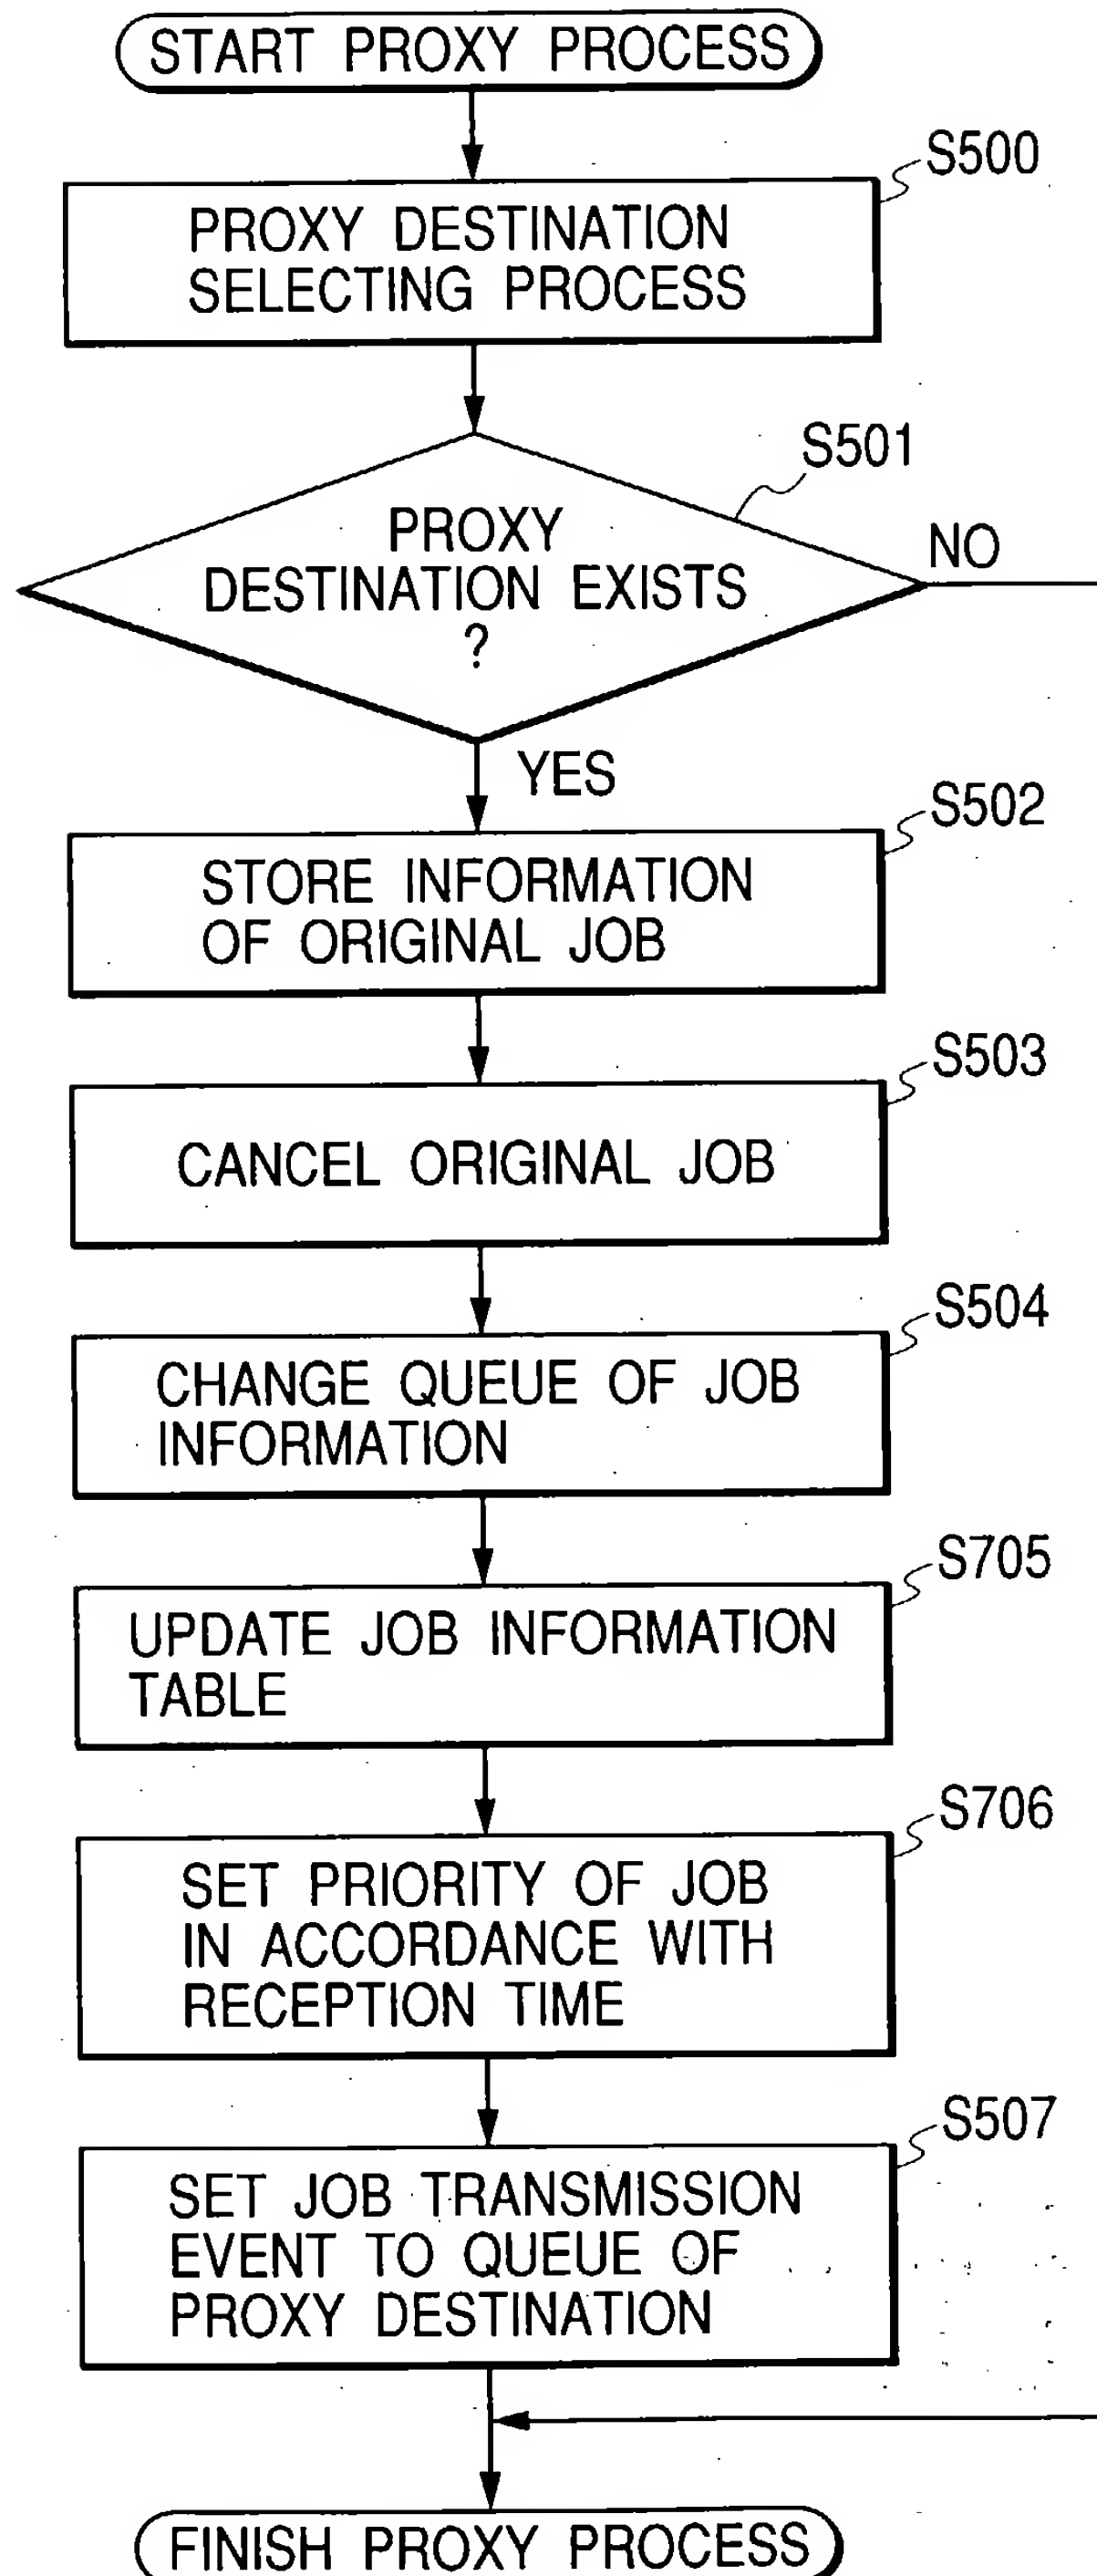 START PROXY PROCESS
S500
PROXY DESTINATION
SELECTING PROCESS
S501
PROXY
DESTINATION EXISTS
?
NO
YES
S502
STORE INFORMATION
OF ORIGINAL JOB
S503
CANCEL ORIGINAL JOB
S504
CHANGE QUEUE OF JOB
INFORMATION
S705
UPDATE JOB INFORMATION
TABLE
S706
SET PRIORITY OF JOB
IN ACCORDANCE WITH
RECEPTION TIME
S507
SET JOB TRANSMISSION
EVENT TO QUEUE OF
PROXY DESTINATION
FINISH PROXY PROCESS